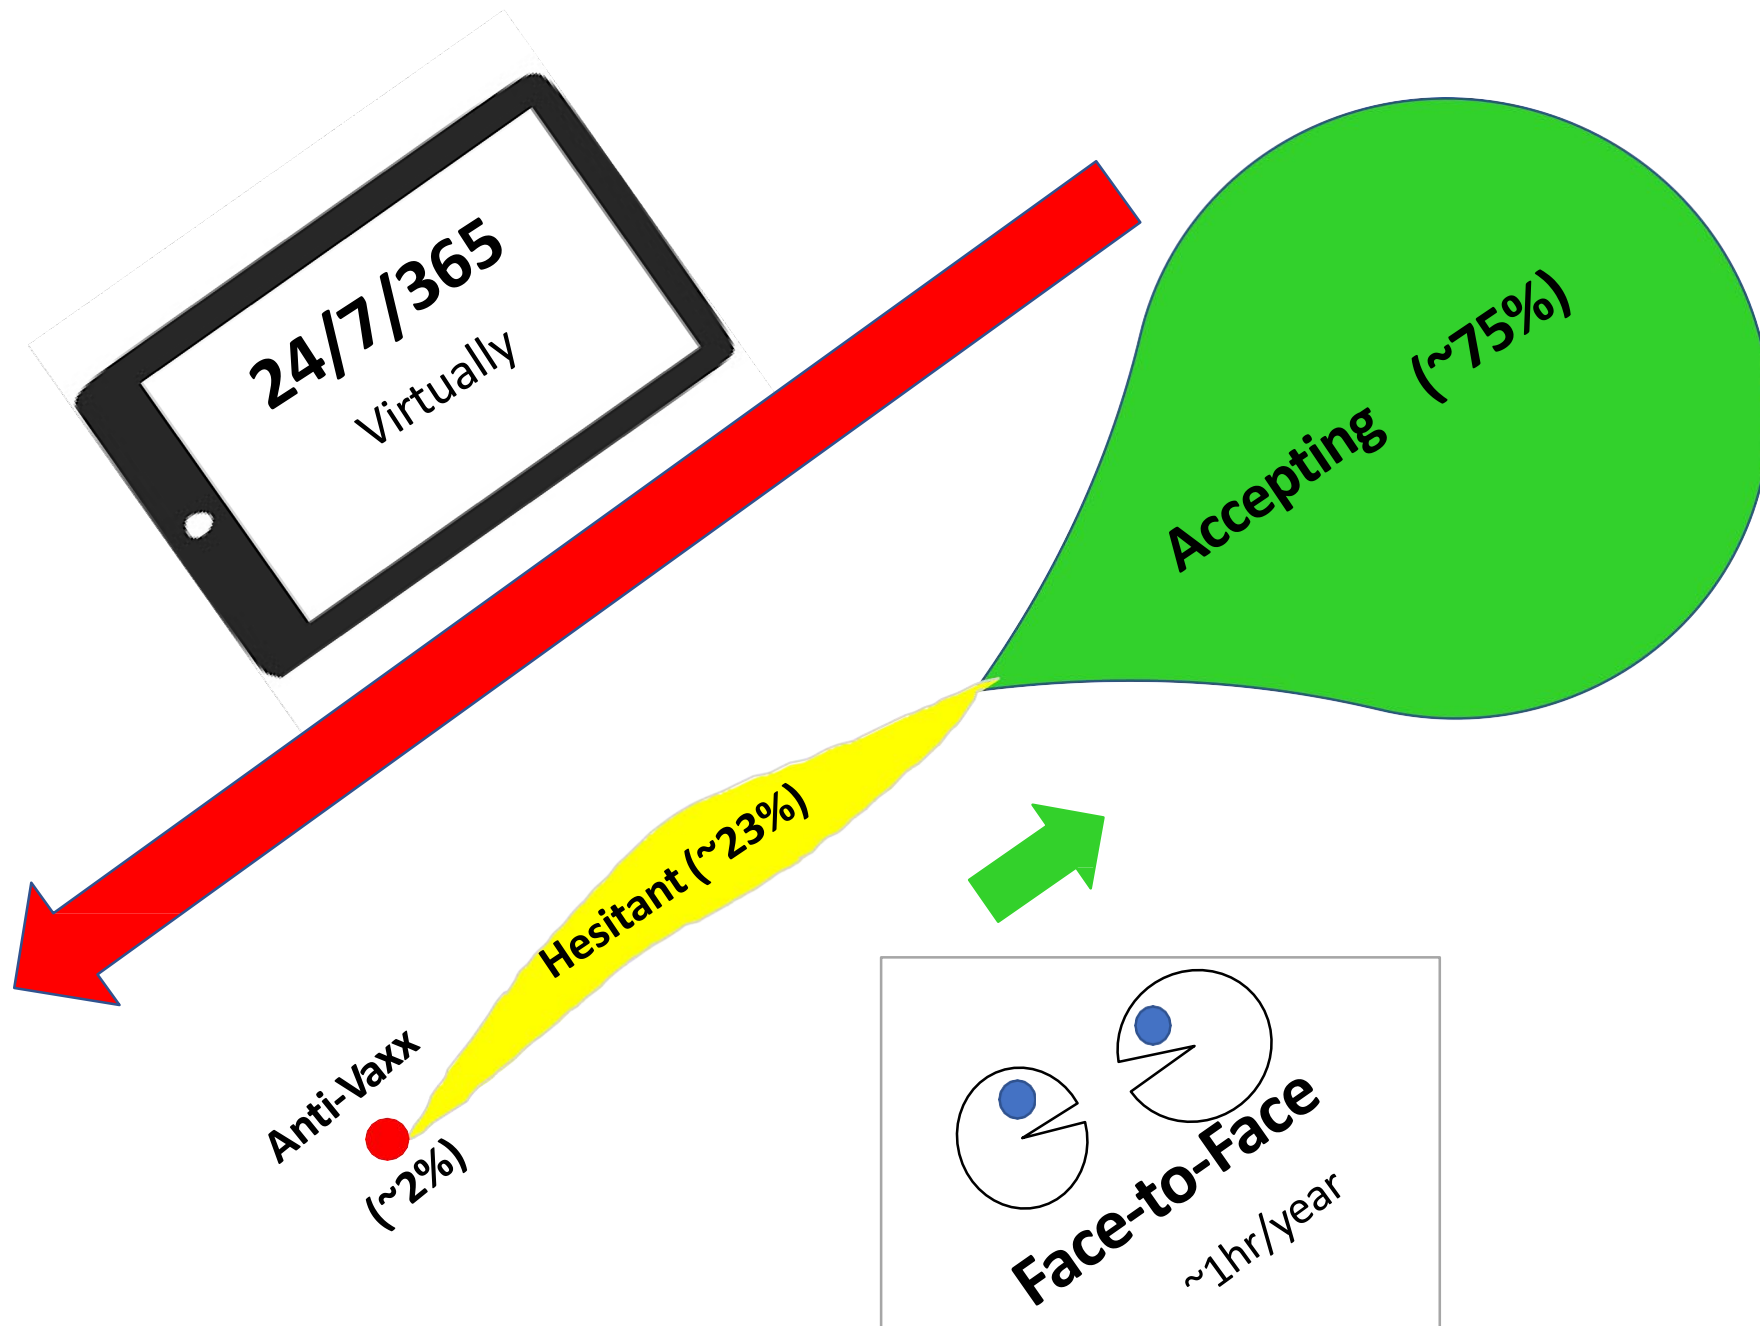 24/7/365
Virtually
Accepting (~75%)
Hesitant (~23%)
Anti-Vaxx
(~2%)
Face-to-Face
~1hr/year